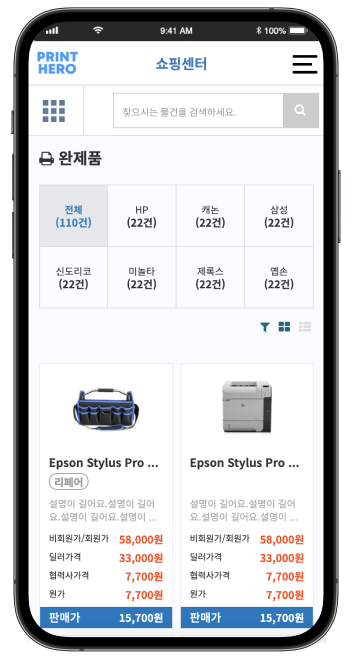 9:41 AM
100%
PRINT
HERO
쇼핑센터
찾으시는 물건을 검색하세요.
완제품
전체
(110건)
HP
(22건)
캐논
(22건)
삼성
(22건)
신도리코
(22건)
미놀타
(22건)
제록스
(22건)
엡손
(22건)
Epson Stylus Pro ...
리페어
설명이 길어요.설명이 길어
요.설명이 길어요.설명이 ...
비회원가/회원가 58,000원
딜러가격 33,000원
협력사가격 7,700원
원가 7,700원
판매가 15,700원
Epson Stylus Pro ...
설명이 길어요.설명이 길어
요.설명이 길어요.설명이 ...
비회원가/회원가 58,000원
딜러가격 33,000원
협력사가격 7,700원
원가 7,700원
판매가 15,700원